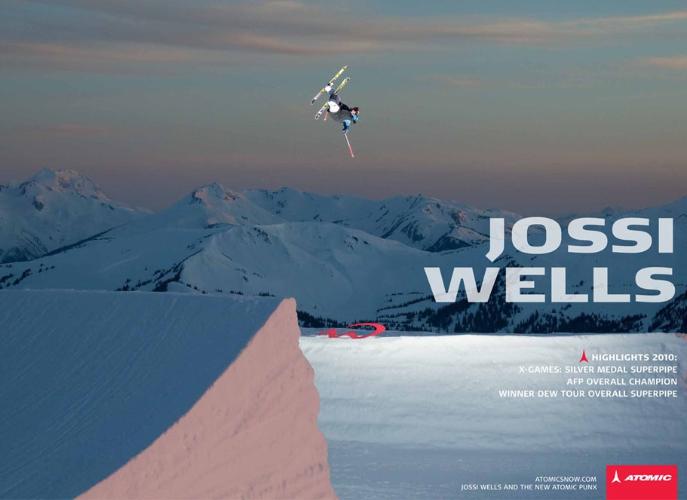 JOSSI
WELLS
HIGHLIGHTS 2010:
X-GAMES: SILVER MEDAL SUPERPIPE
AFP OVERALL CHAMPION
WINNER DEW TOUR OVERALL SUPERPIPE
ATOMICSNOW.COM
JOSSI WELLS AND THE NEW ATOMIC PUNX
ATOMIC